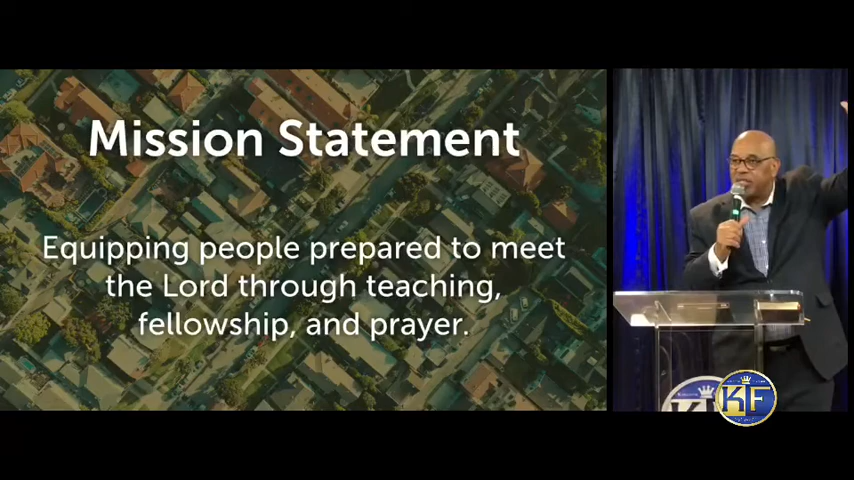 Mission Statement
Equipping people prepared to meet
the Lord through teaching,
fellowship, and prayer.
KF